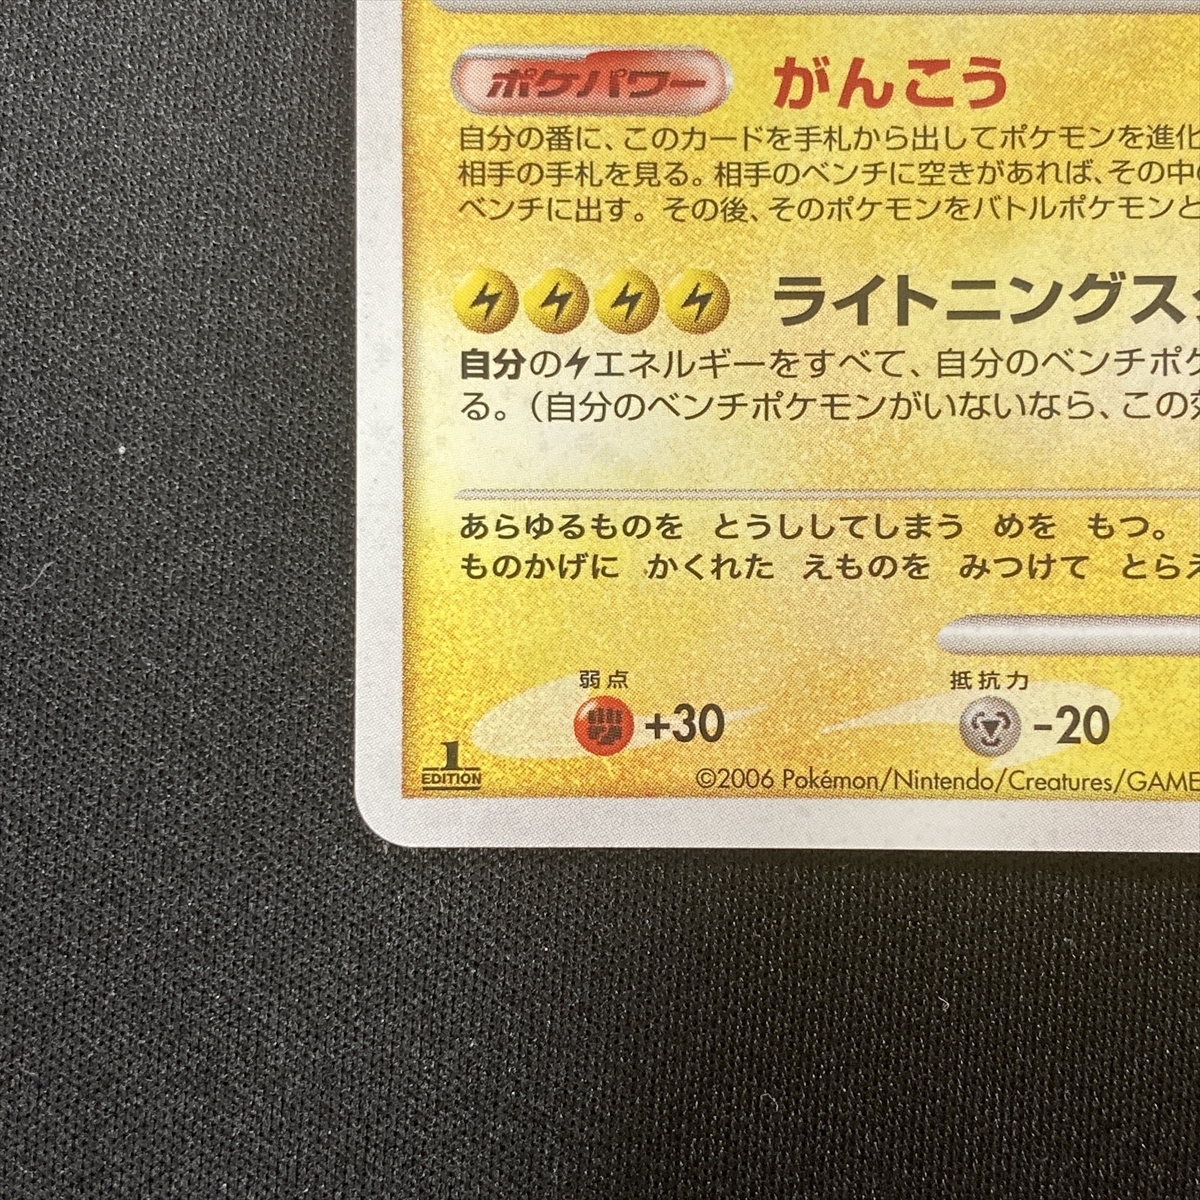 ポケパワー がんこう
自分の番に、このカードを手札から出してポケモンを進化
相手の手札を見る。相手のベンチに空きがあれば、その中の
ベンチに出す。その後、そのポケモンをバトルポケモンと
ライトニングス
自分のエネルギーをすべて、自分のベンチポケ
る。（自分のベンチポケモンがいないなら、この効
あらゆるものを とうししてしまう めを もつ。
ものかげに かくれた えものを みつけて とらえ
弱点 抵抗力
+30 -20
1
EDITION
©2006 Pokémon/Nintendo/Creatures/GAME